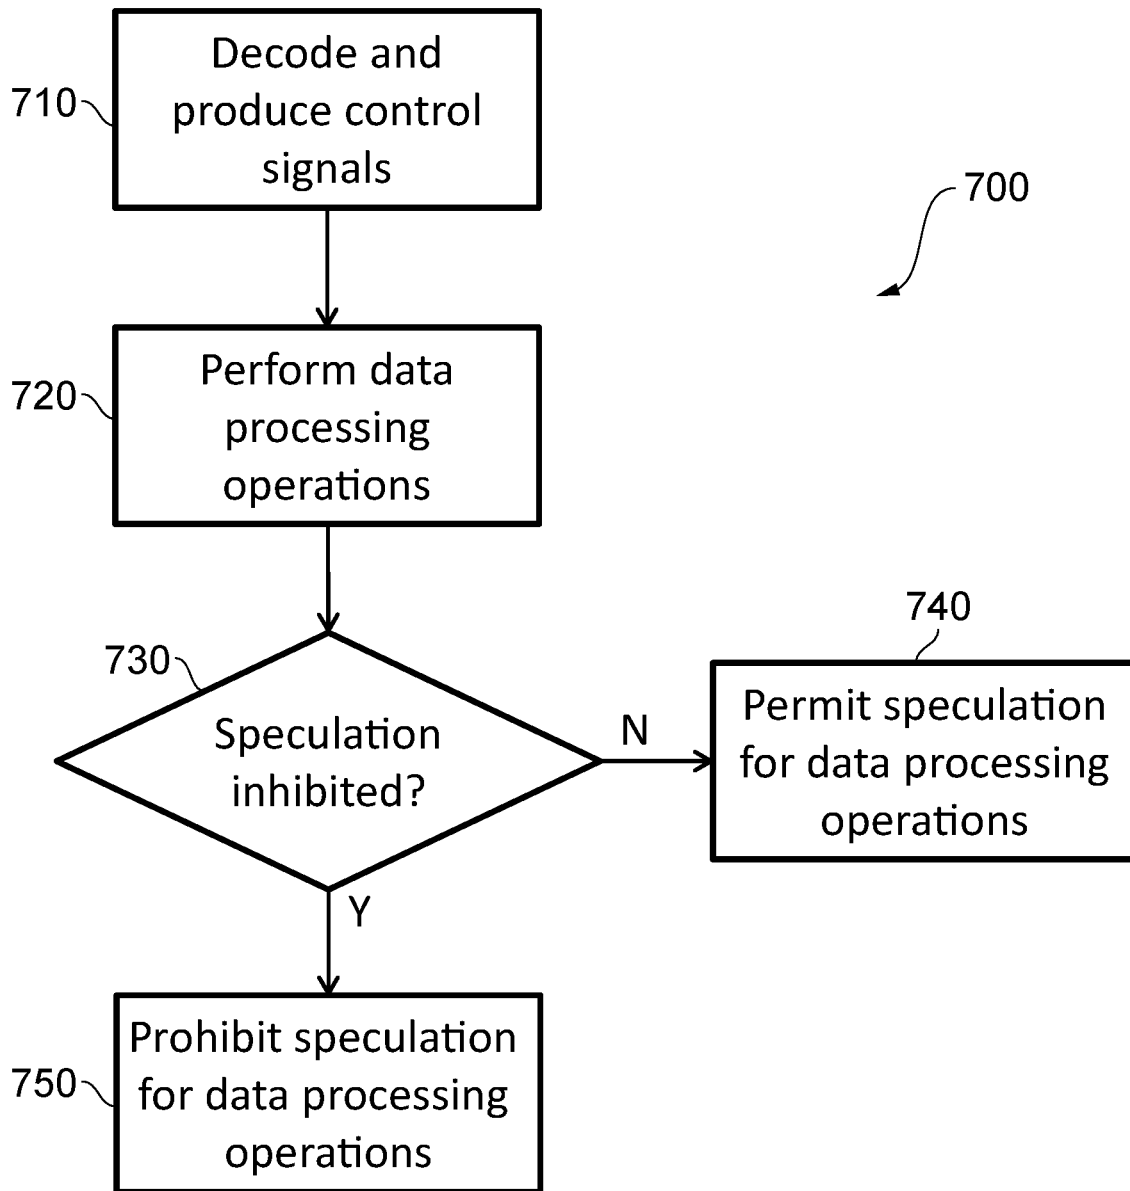 710
Decode and
produce control
signals
700
720
Perform data
processing
operations
730
Speculation
inhibited?
N
740
Permit speculation
for data processing
operations
Y
750
Prohibit speculation
for data processing
operations